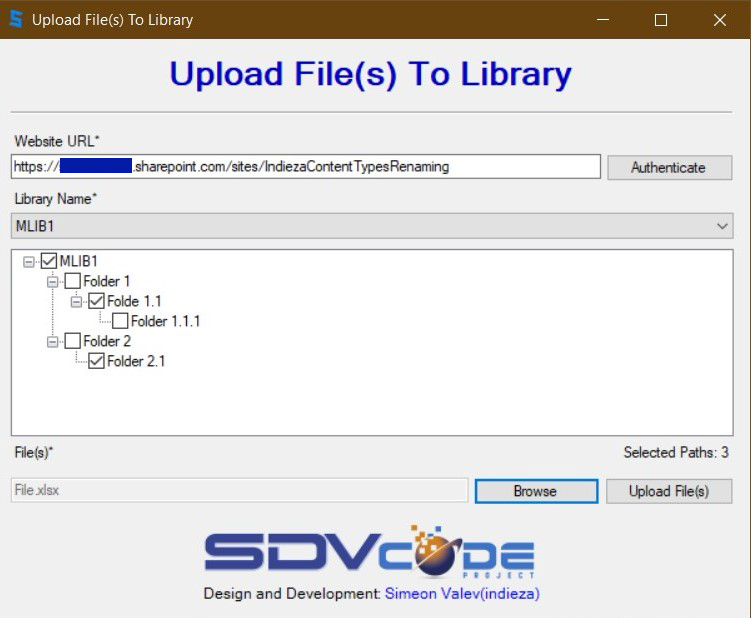 Upload File(s) To Library
Upload File(s) To Library
Website URL*
https:// .sharepoint.com/sites/IndiezaContentTypesRenaming
Authenticate
Library Name*
MLIB1
MLIB1
Folder 1
Folde 1.1
Folder 1.1.1
Folder 2
Folder 2.1
File(s)*
Selected Paths: 3
File.xlsx
Browse
Upload File(s)
SDVCODE
PROJECT
Design and Development: Simeon Valev(indieza)